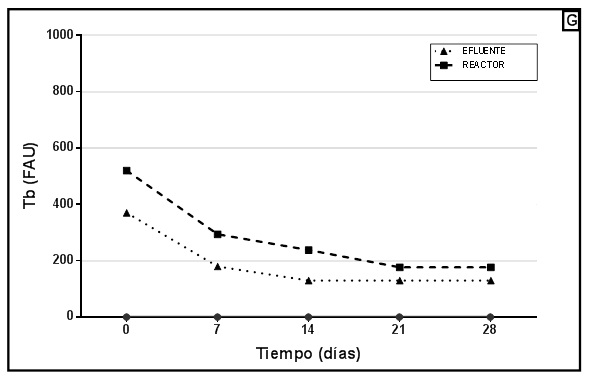 G
1000
800
600
400
200
0
Tb (FAU)
EFLUENTE
REACTOR
0 7 14 21 28
Tiempo (días)